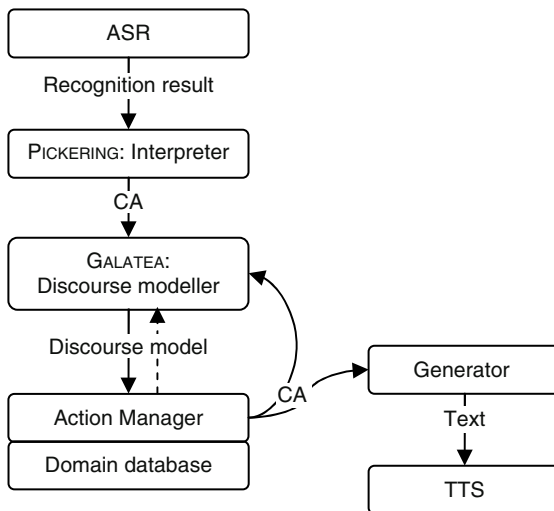 ASR
Recognition result
PICKERING: Interpreter
CA
GALATEA:
Discourse modeller
Discourse model
Action Manager
Domain database
CA
Generator
Text
TTS